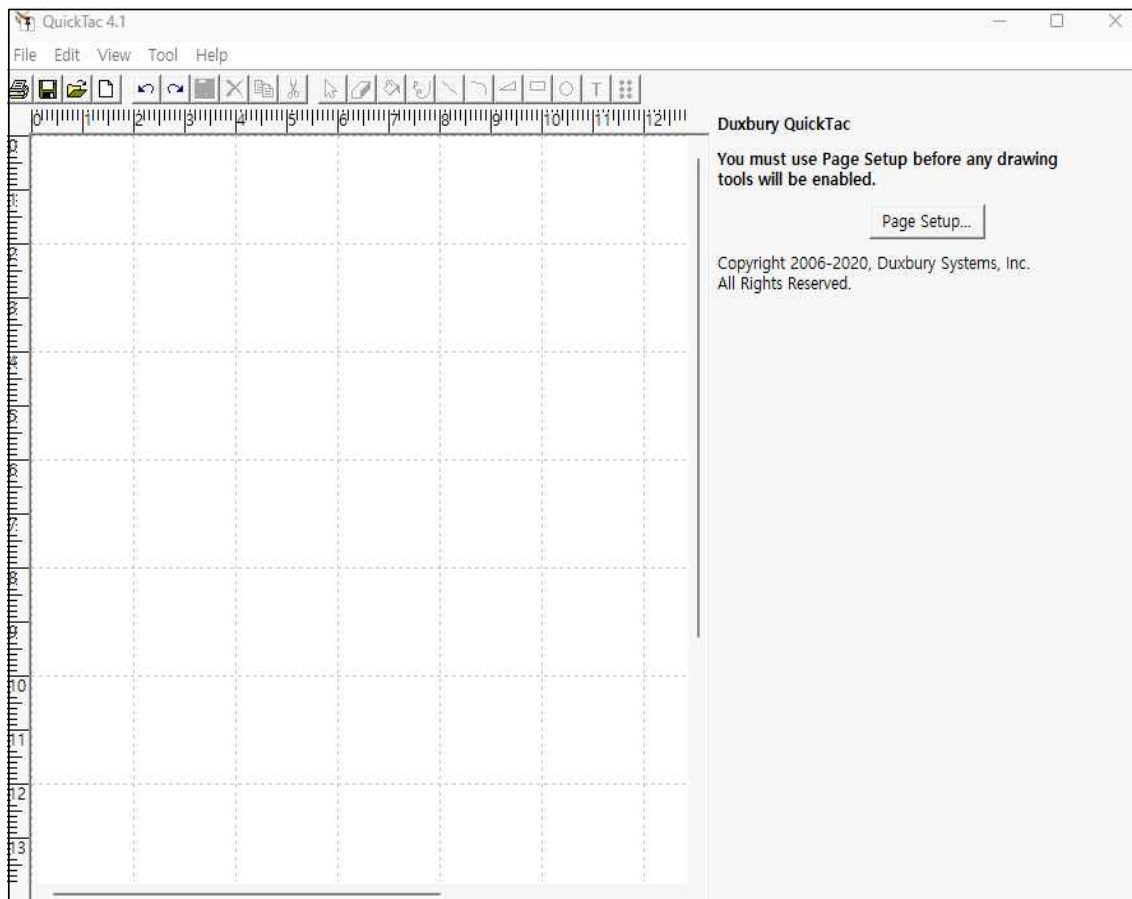 QuickTac 4.1
File Edit View Tool Help
T
0 1 2 3 4 5 6 7 8 9 10 11 12
Duxbury QuickTac
You must use Page Setup before any drawing
tools will be enabled.
Page Setup...
Copyright 2006-2020, Duxbury Systems, Inc.
All Rights Reserved.
0
1
2
3
4
5
6
7
8
9
10
11
12
13